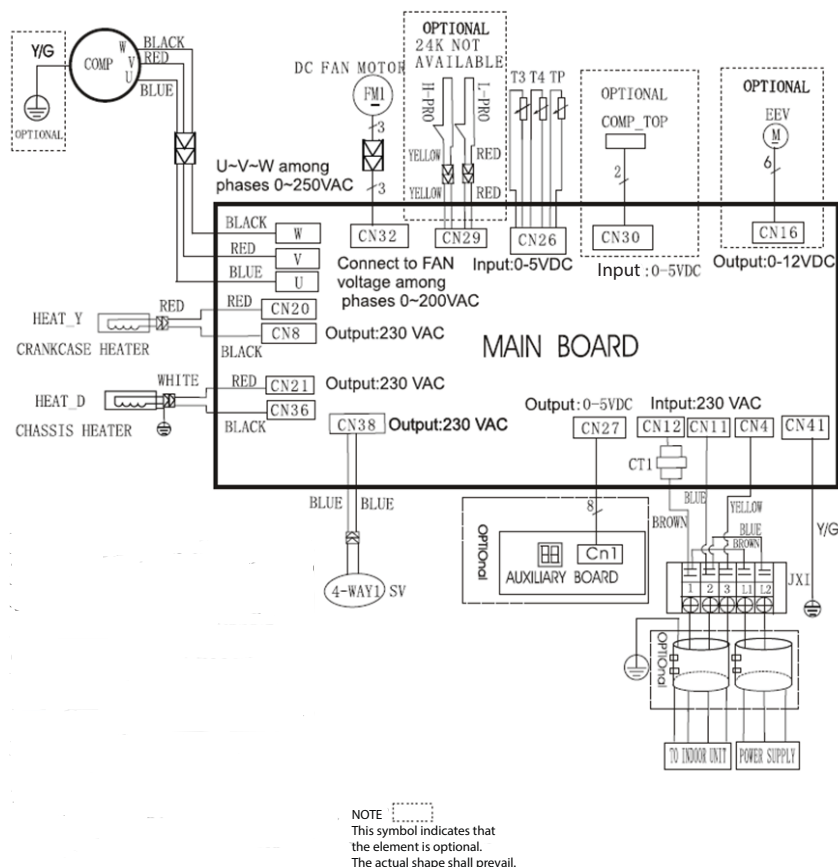 Y/G
OPTIONAL
COMP
W
V
U
BLACK
RED
BLUE
DC FAN MOTOR
FM1
3
3
OPTIONAL
24K NOT
AVAILABLE
H-PRO
L-PRO
YELLOW
RED
YELLOW
RED
T3 T4 TP
OPTIONAL
COMP_TOP
2
OPTIONAL
EEV
M
6
U~V~W among
phases 0~250VAC
BLACK
W
RED
V
BLUE
U
CN32
CN29
CN26
CN30
CN16
Connect to FAN
voltage among
phases 0~200VAC
Input:0-5VDC
Input :0-5VDC
Output:0-12VDC
HEAT_Y
RED
RED
CN20
CN8
Output:230 VAC
CRANKCASE HEATER
BLACK
MAIN BOARD
WHITE
RED
CN21
Output:230 VAC
HEAT_D
CN36
CHASSIS HEATER
BLACK
CN38
Output:230 VAC
Output:0-5VDC
Intput:230 VAC
CN27
CN12
CN11
CN4
CN41
CT1
BLUE
BLUE
8
BROWN
BLUE
YELLOW
BLUE
BROWN
Y/G
OPTIOnal
Cn1
AUXILIARY BOARD
4-WAY1
SV
1
2
3
L1
L2
JX1
OPTIOnal
TO INDOOR UNIT
POWER SUPPLY
NOTE
This symbol indicates that
the element is optional.
The actual shape shall prevail.